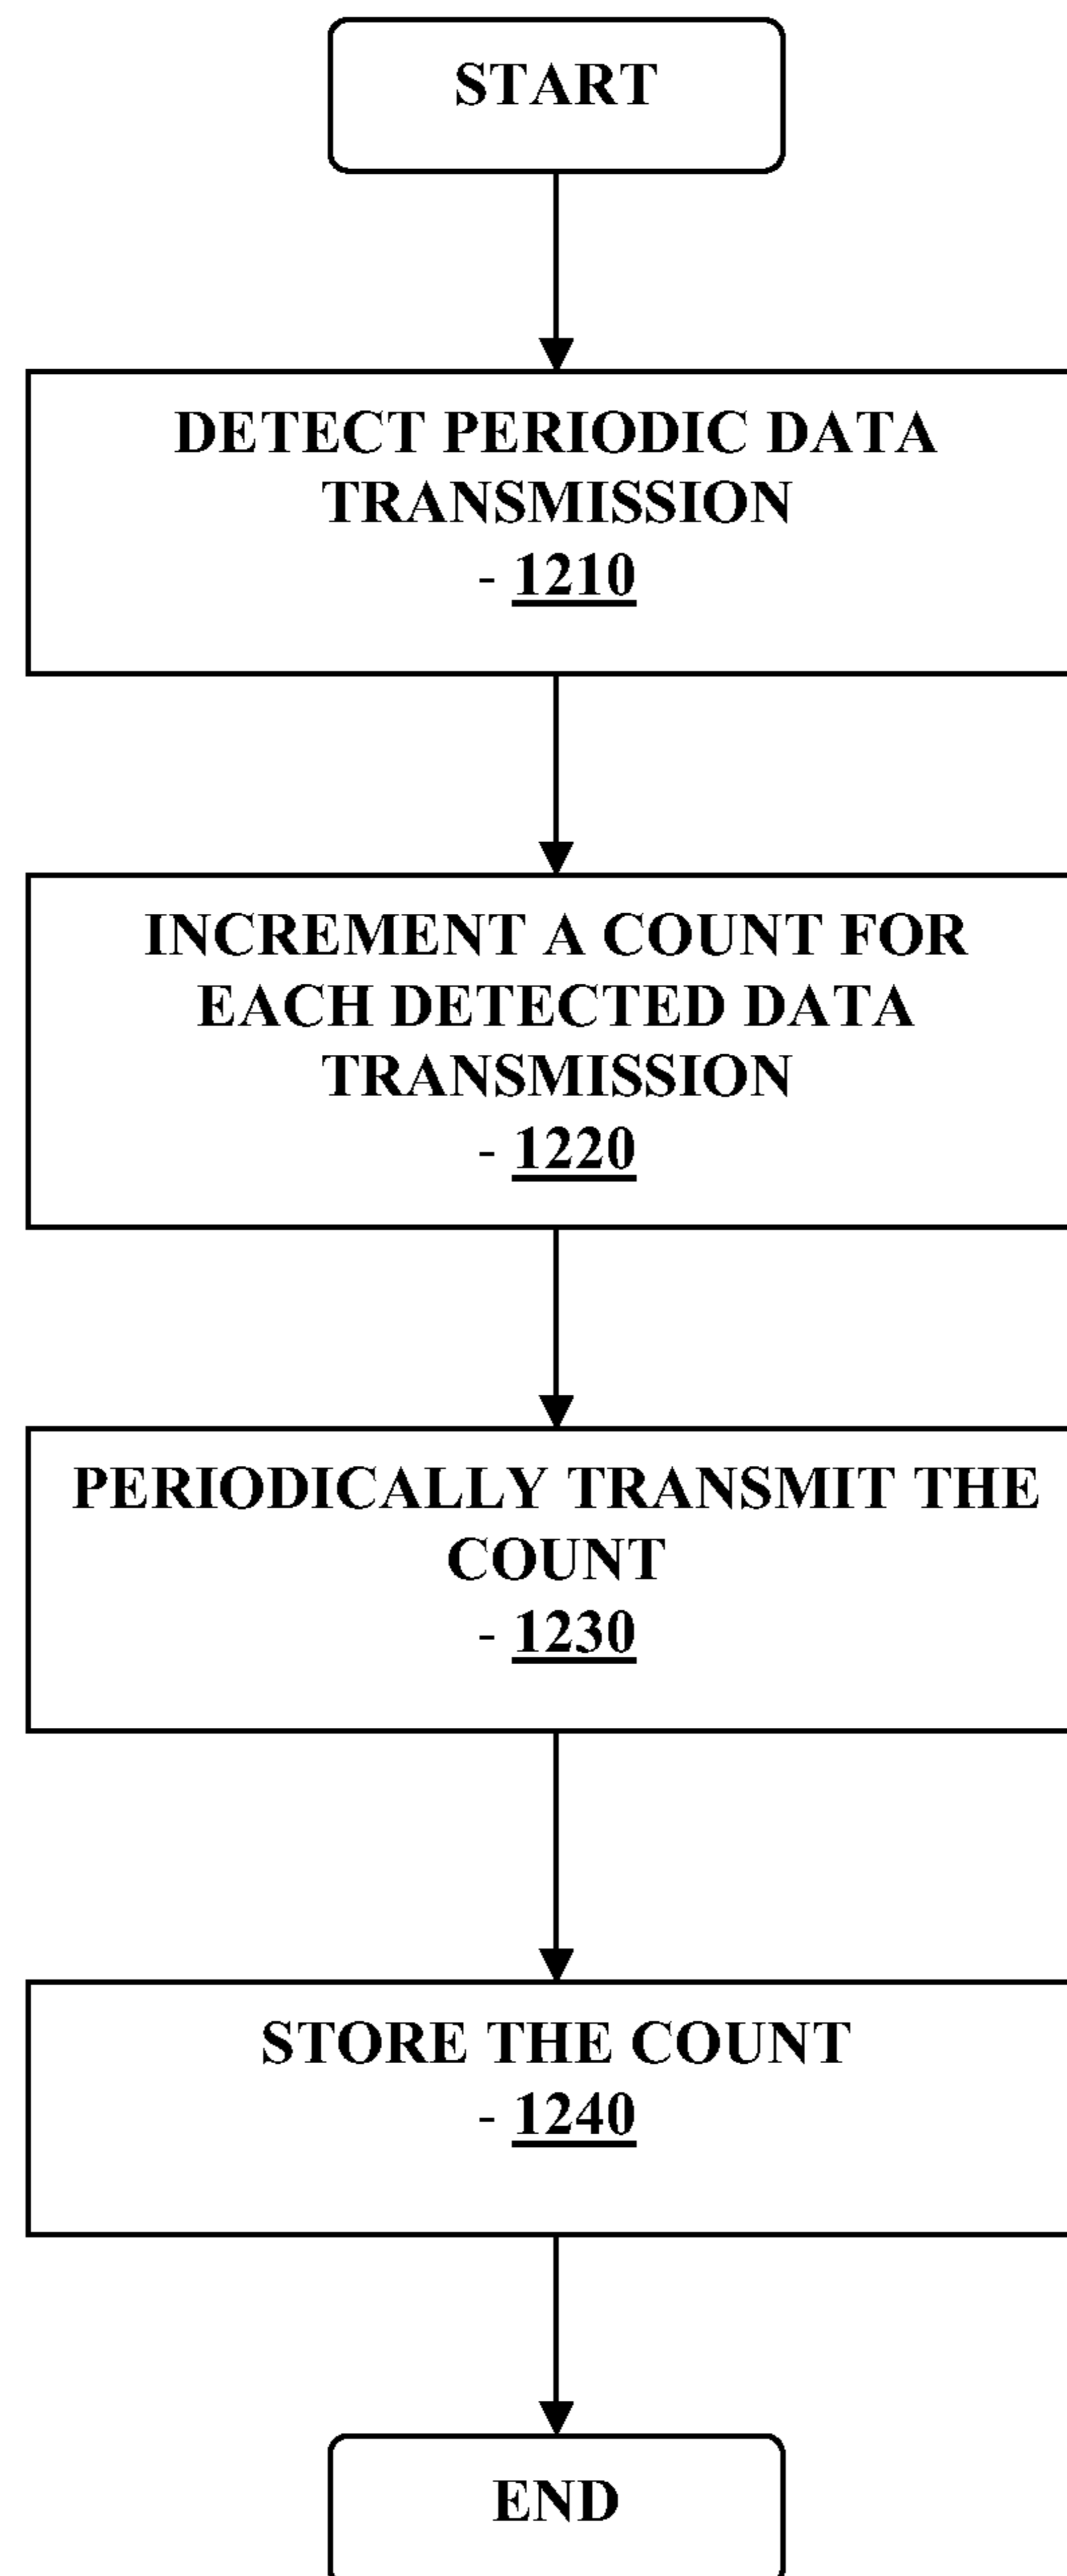 START
DETECT PERIODIC DATA
TRANSMISSION
- 1210
INCREMENT A COUNT FOR
EACH DETECTED DATA
TRANSMISSION
- 1220
PERIODICALLY TRANSMIT THE
COUNT
- 1230
STORE THE COUNT
- 1240
END